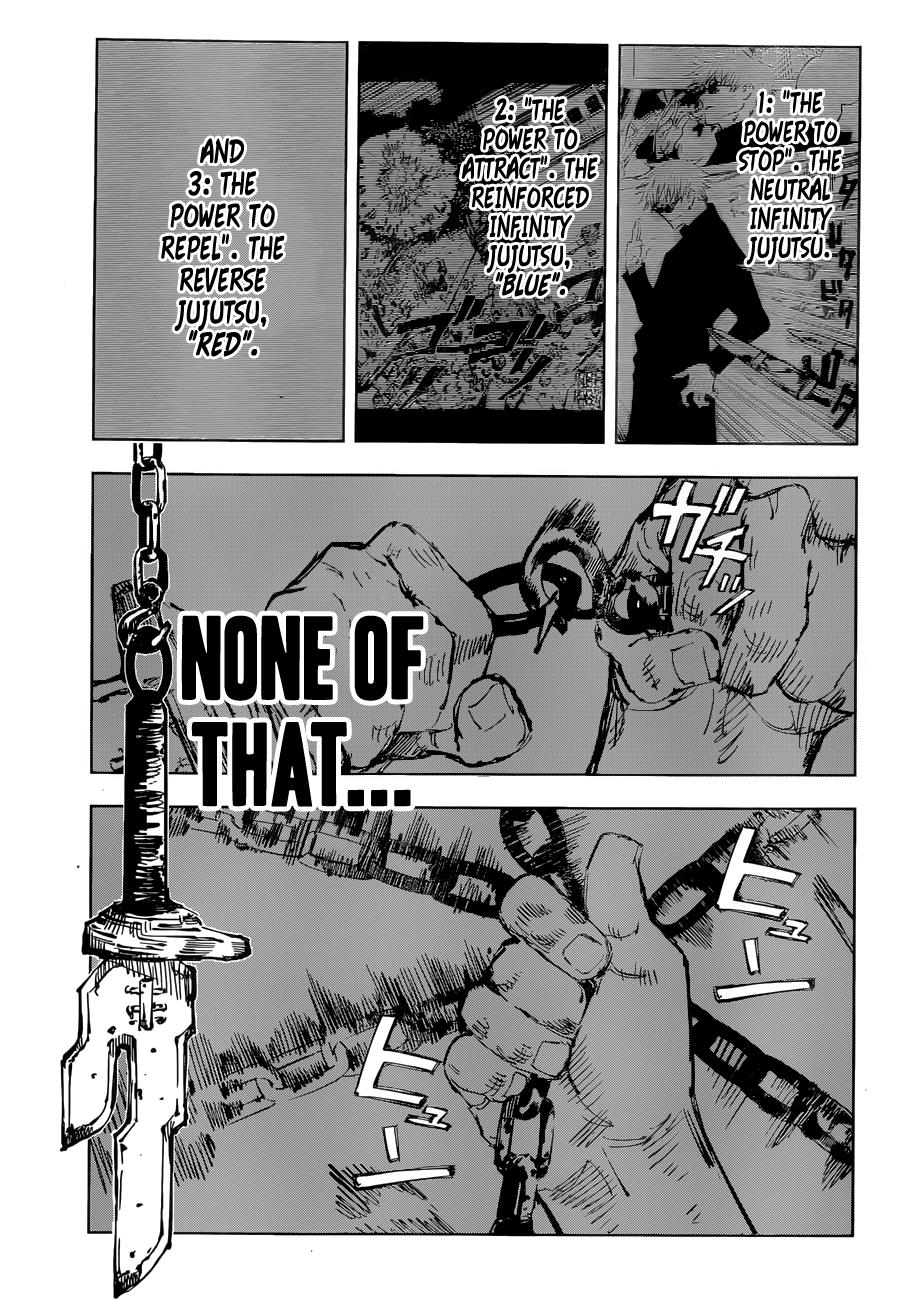 1: "THE
POWER TO
STOP". THE
NEUTRAL
INFINITY
JUJUTSU.
2: "THE
POWER TO
ATTRACT". THE
REINFORCED
INFINITY
JUJUTSU,
"BLUE".
AND
3: THE
POWER TO
REPEL". THE
REVERSE
JUJUTSU,
"RED".
ガチッ
NONE OF
THAT...
ヒュー
ヒュー